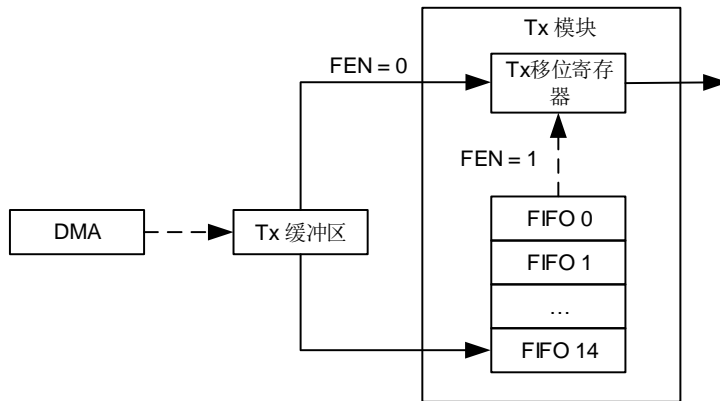 Tx 模块
FEN = 0
Tx移位寄存
器
FEN = 1
DMA
Tx 缓冲区
FIFO 0
FIFO 1
...
FIFO 14